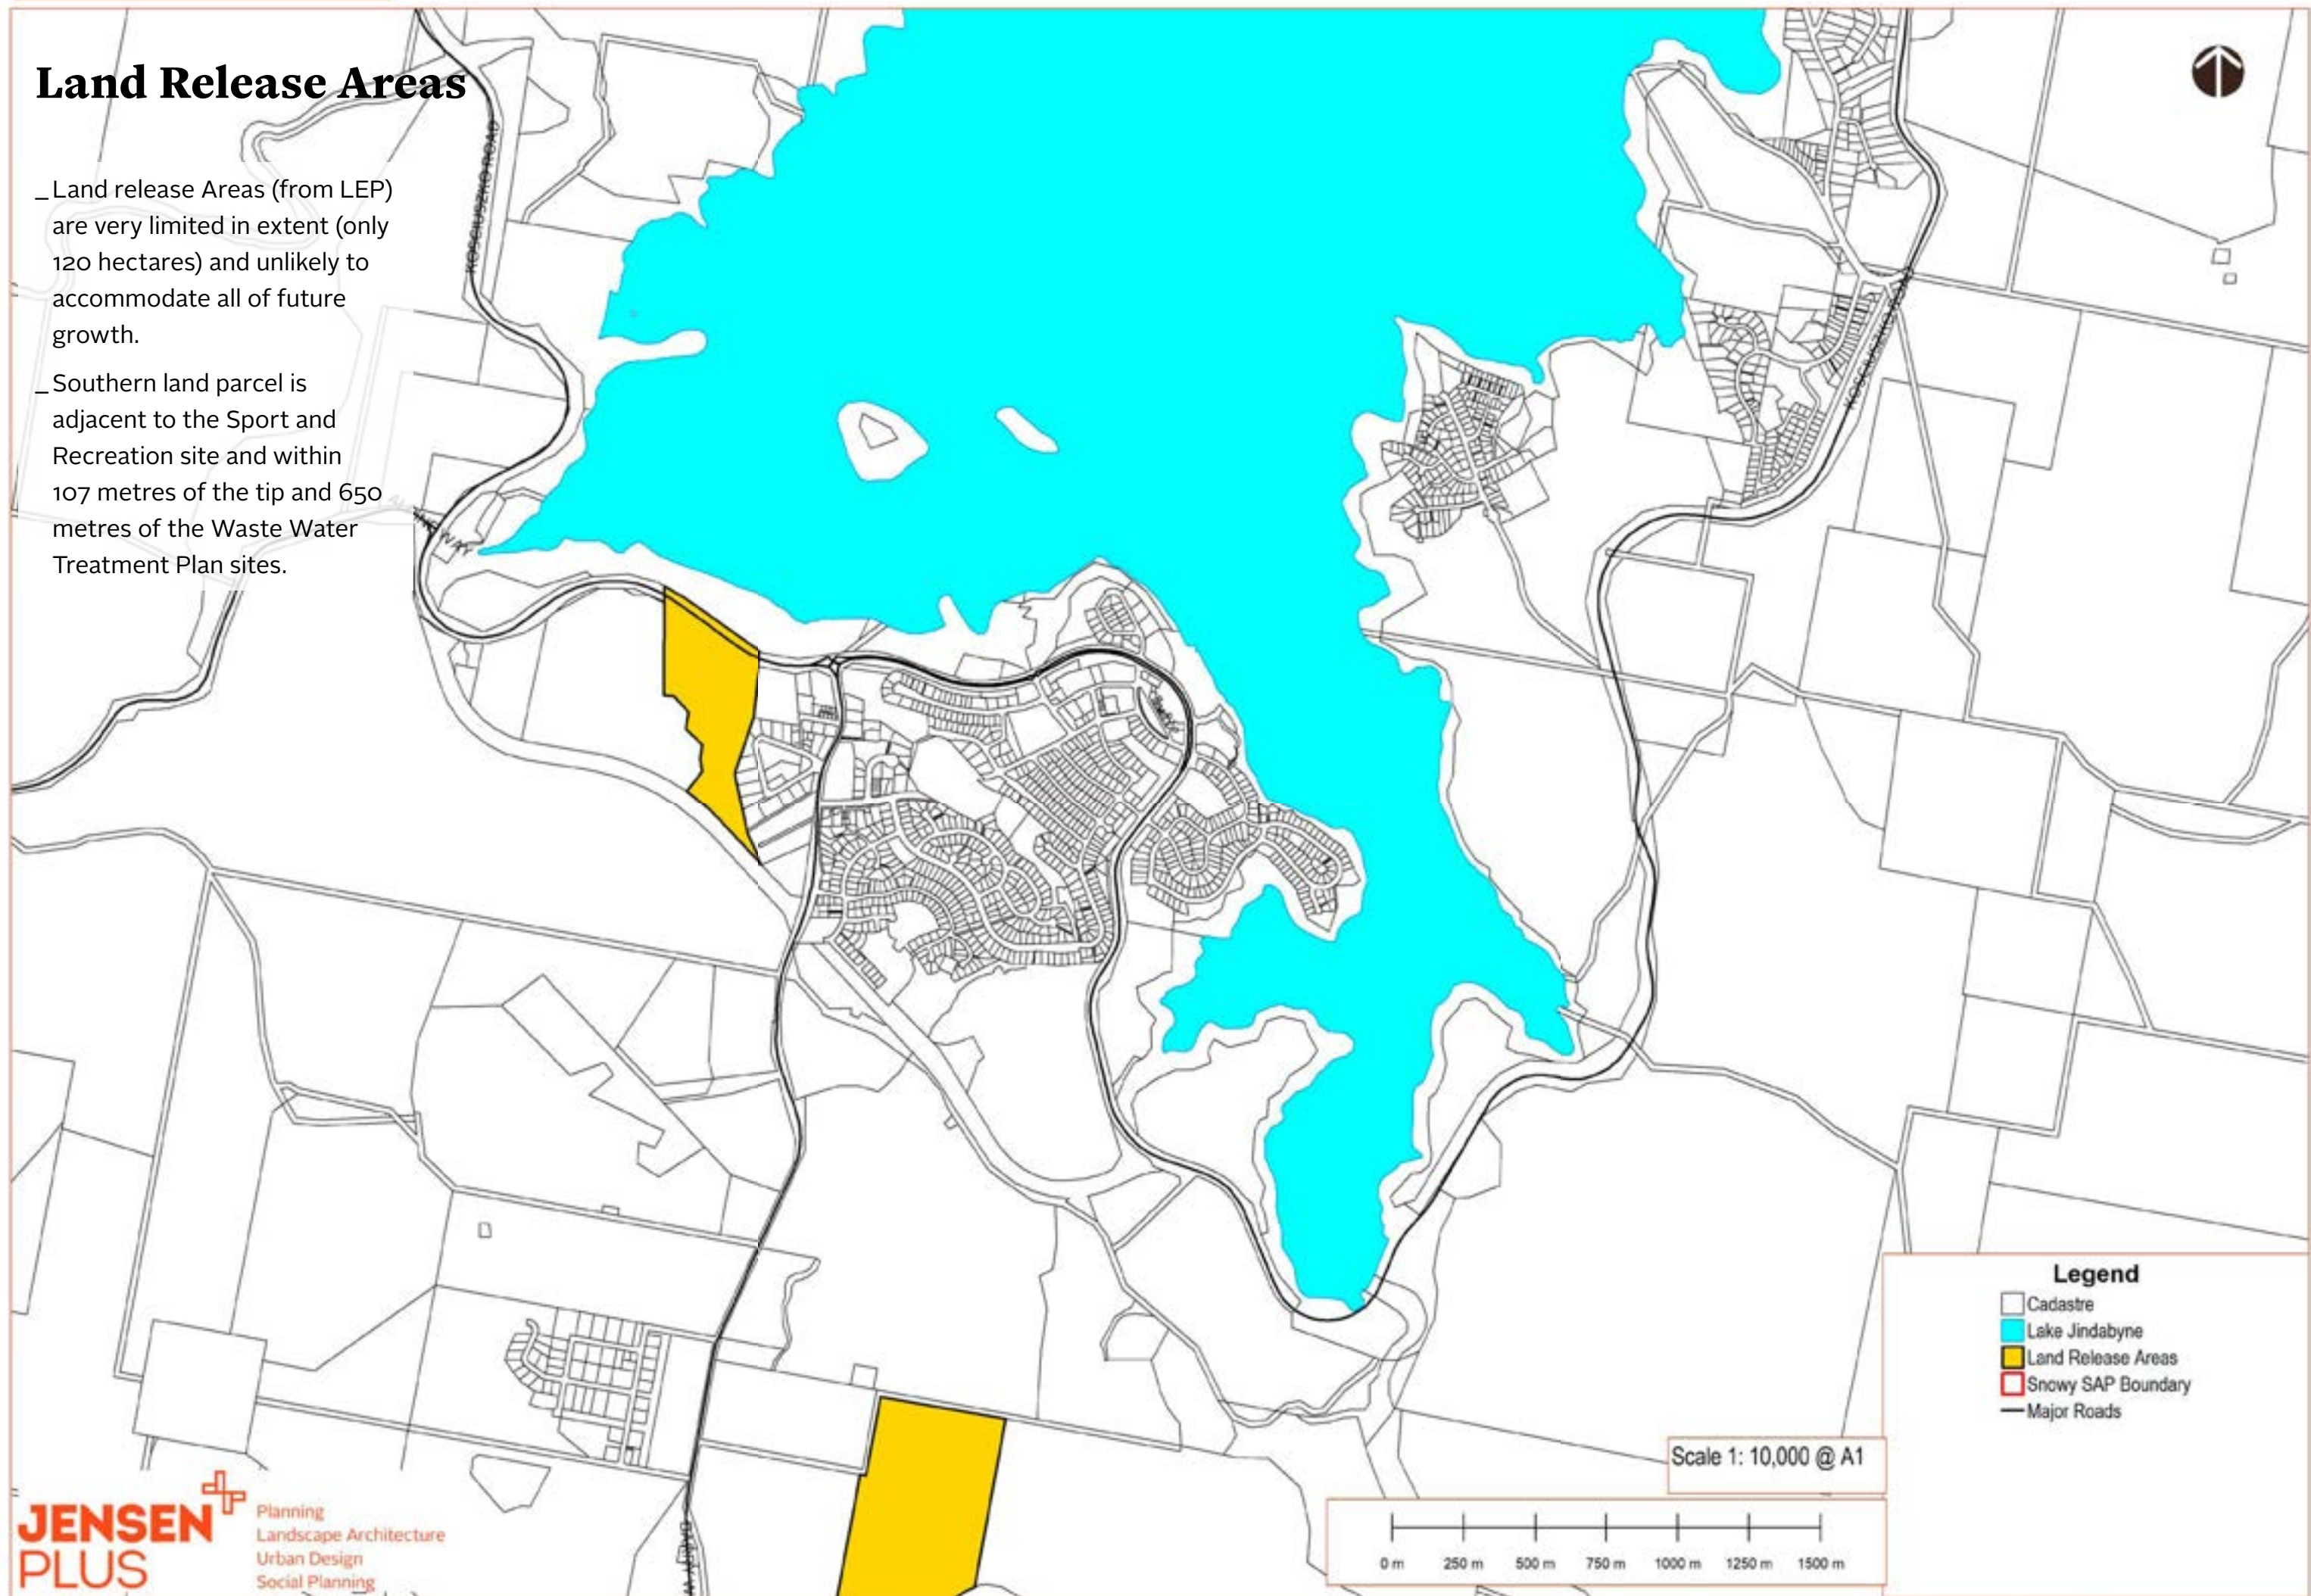 Land Release Areas
_Land release Areas (from LEP)
are very limited in extent (only
120 hectares) and unlikely to
accommodate all of future
growth.
_Southern land parcel is
adjacent to the Sport and
Recreation site and within
107 metres of the tip and 650
metres of the Waste Water
Treatment Plan sites.
KOSCIUSZKO ROAD
KOSCIUSZKO ROAD
Legend
Cadastre
Lake Jindabyne
Land Release Areas
Snowy SAP Boundary
Major Roads
Scale 1: 10,000 @ A1
0 m 250 m 500 m 750 m 1000 m 1250 m 1500 m
JENSEN
PLUS
Planning
Landscape Architecture
Urban Design
Social Planning